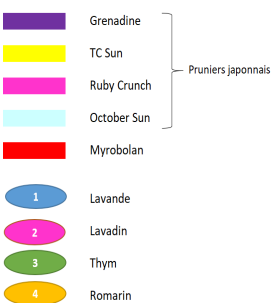 Grenadine
TC Sun
Ruby Crunch
Pruniers japonnais
October Sun
Myrobolan
1 Lavande
2 Lavadin
3 Thym
4 Romarin